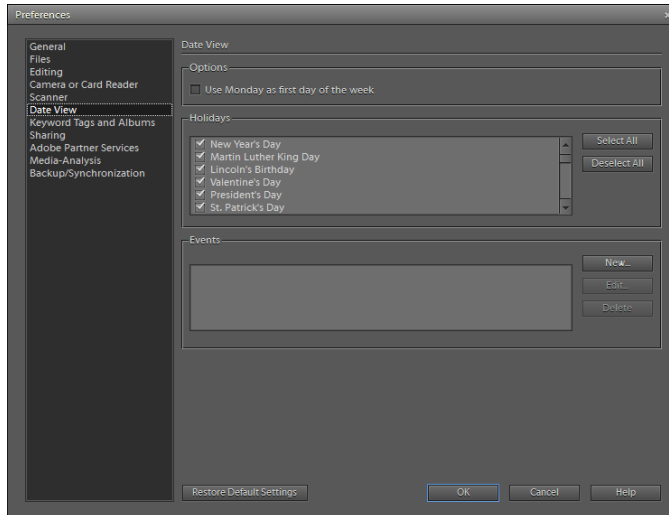 Preferences
General
Files
Editing
Camera or Card Reader
Scanner
Date View
Keyword Tags and Albums
Sharing
Adobe Partner Services
Media-Analysis
Backup/Synchronization
Date View
Options
Use Monday as first day of the week
Holidays
New Year's Day
Martin Luther King Day
Lincoln's Birthday
Valentine's Day
President's Day
St. Patrick's Day
Select All
Deselect All
Events
New...
Edit...
Delete
Restore Default Settings
OK
Cancel
Help